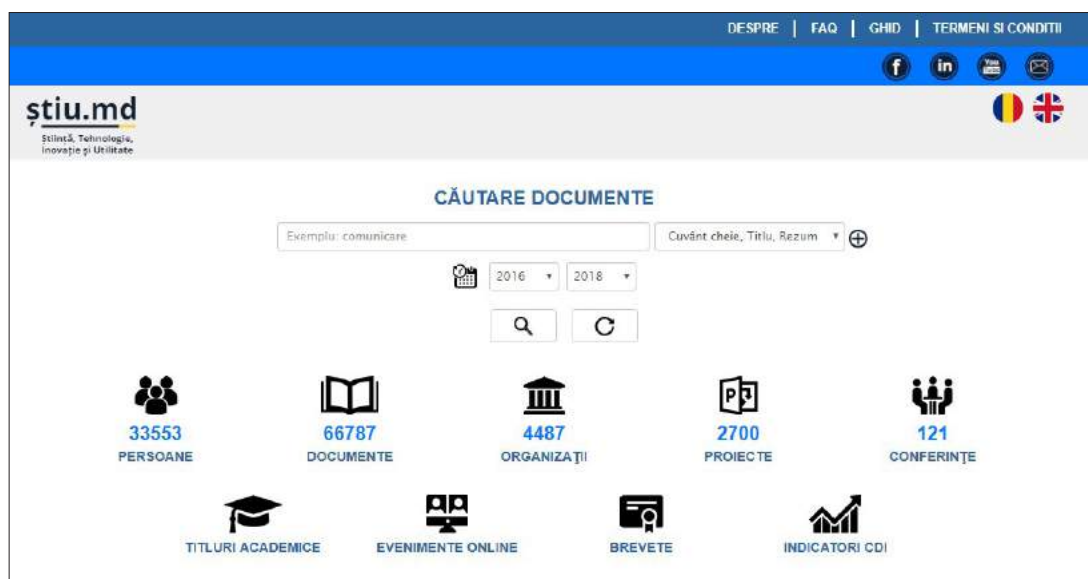 DESPRE | FAQ | GHID | TERMENI SI CONDITII
știu.md
Știință, Tehnologie,
Inovație și Utilitate
CĂUTARE DOCUMENTE
Exemplu: comunicare
Cuvânt cheie, Titlu, Rezum
2016
2018
33553
66787
4487
2700
121
PERSOANE
DOCUMENTE
ORGANIZAȚII
PROIECTE
CONFERINȚE
TITLURI ACADEMICE
EVENIMENTE ONLINE
BREVETE
INDICATORI CDI